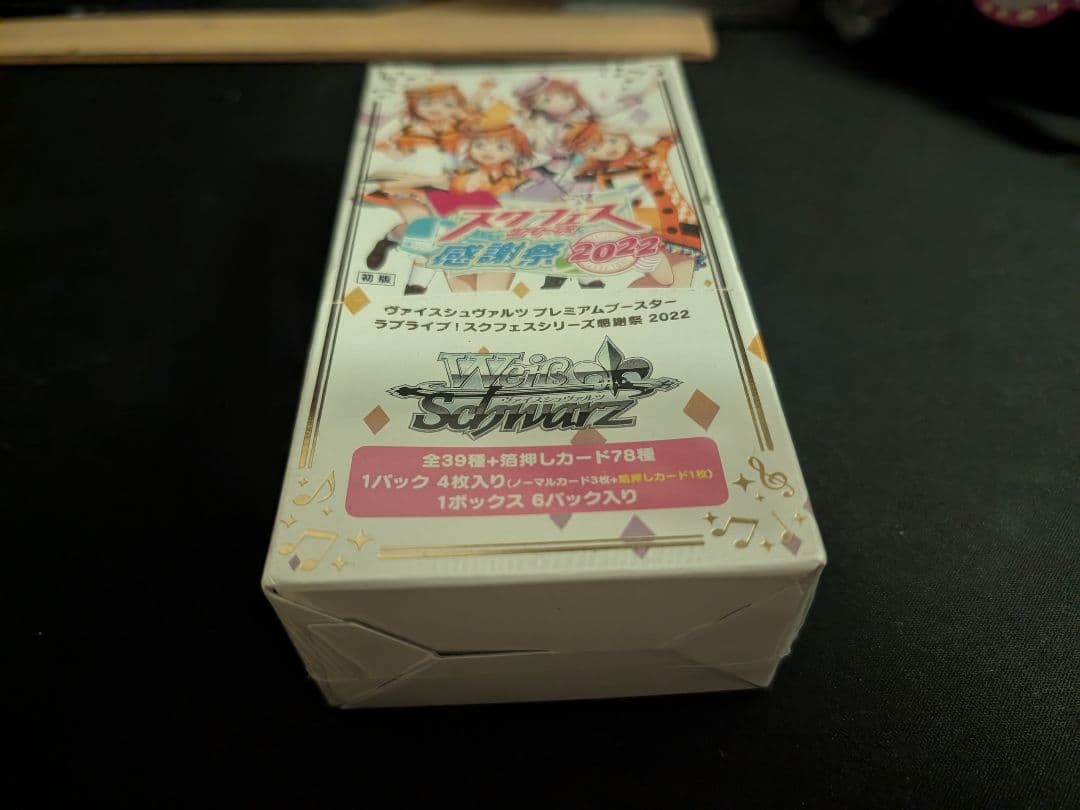 スクフェス
感謝祭 2022
初版
ヴァイスシュヴァルツ プレミアムブースター
ラブライブ！スクフェスシリーズ感謝祭 2022
Weiß
ヴァイスシュヴァルツ
Schwarz
全39種+箔押しカード78種
1パック 4枚入り(ノーマルカード3枚+箔押しカード1枚)
1ボックス 6パック入り